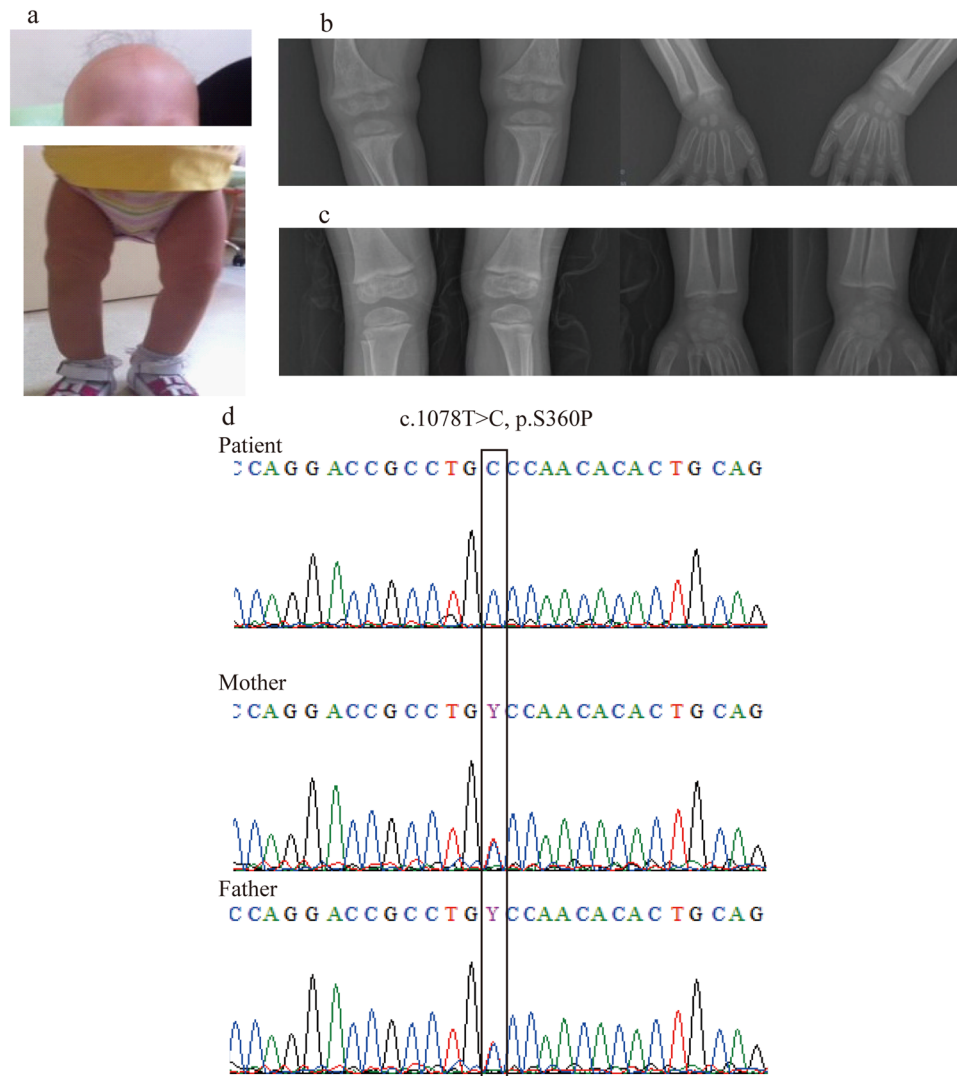 a
b
c
d
c.1078T>C, p.S360P
Patient
CCAGGACCGCCTGCCCAACACACTGCAG
Mother
CCAGGACCGCCTGYCCAACACACTGCAG
Father
CCAGGACCGCCTGYCCAACACACTGCAG